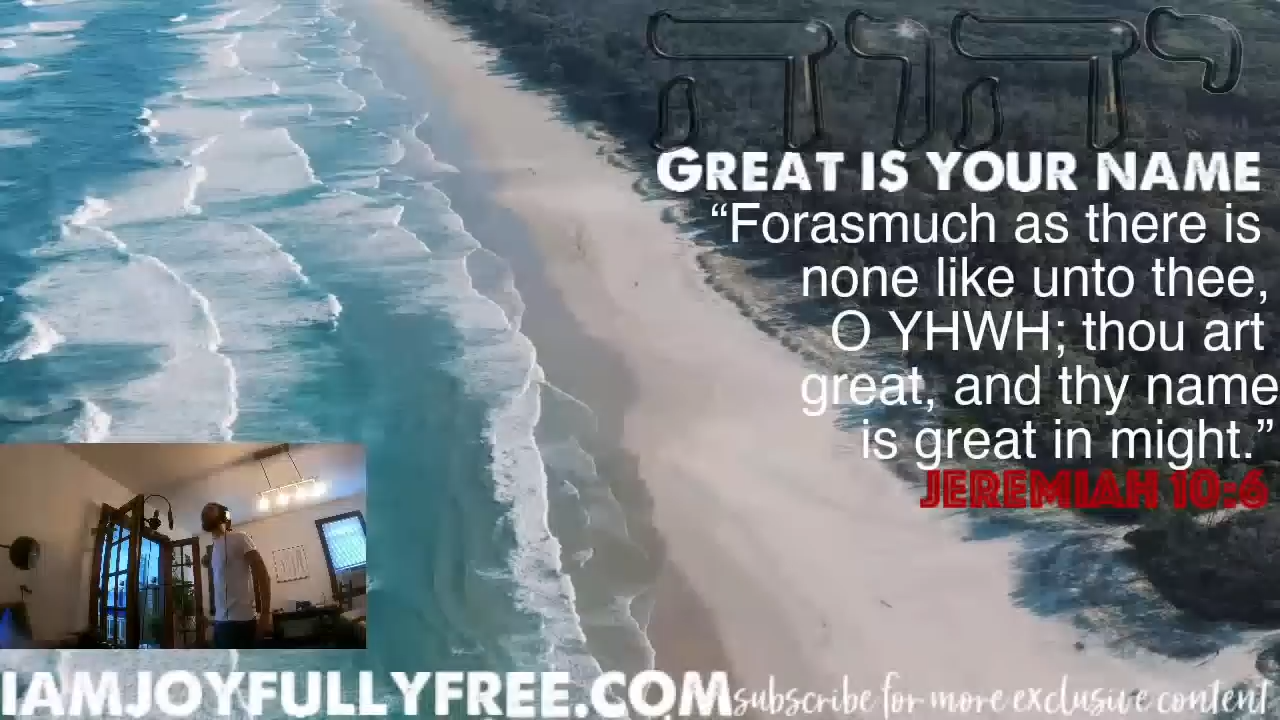 יהוה
GREAT IS YOUR NAME
“Forasmuch as there is
none like unto thee,
O YHWH; thou art
great, and thy name
is great in might.”
JEREMIAH 10:6
IAMJOYFULLYFREE.COM
subscribe for more exclusive content